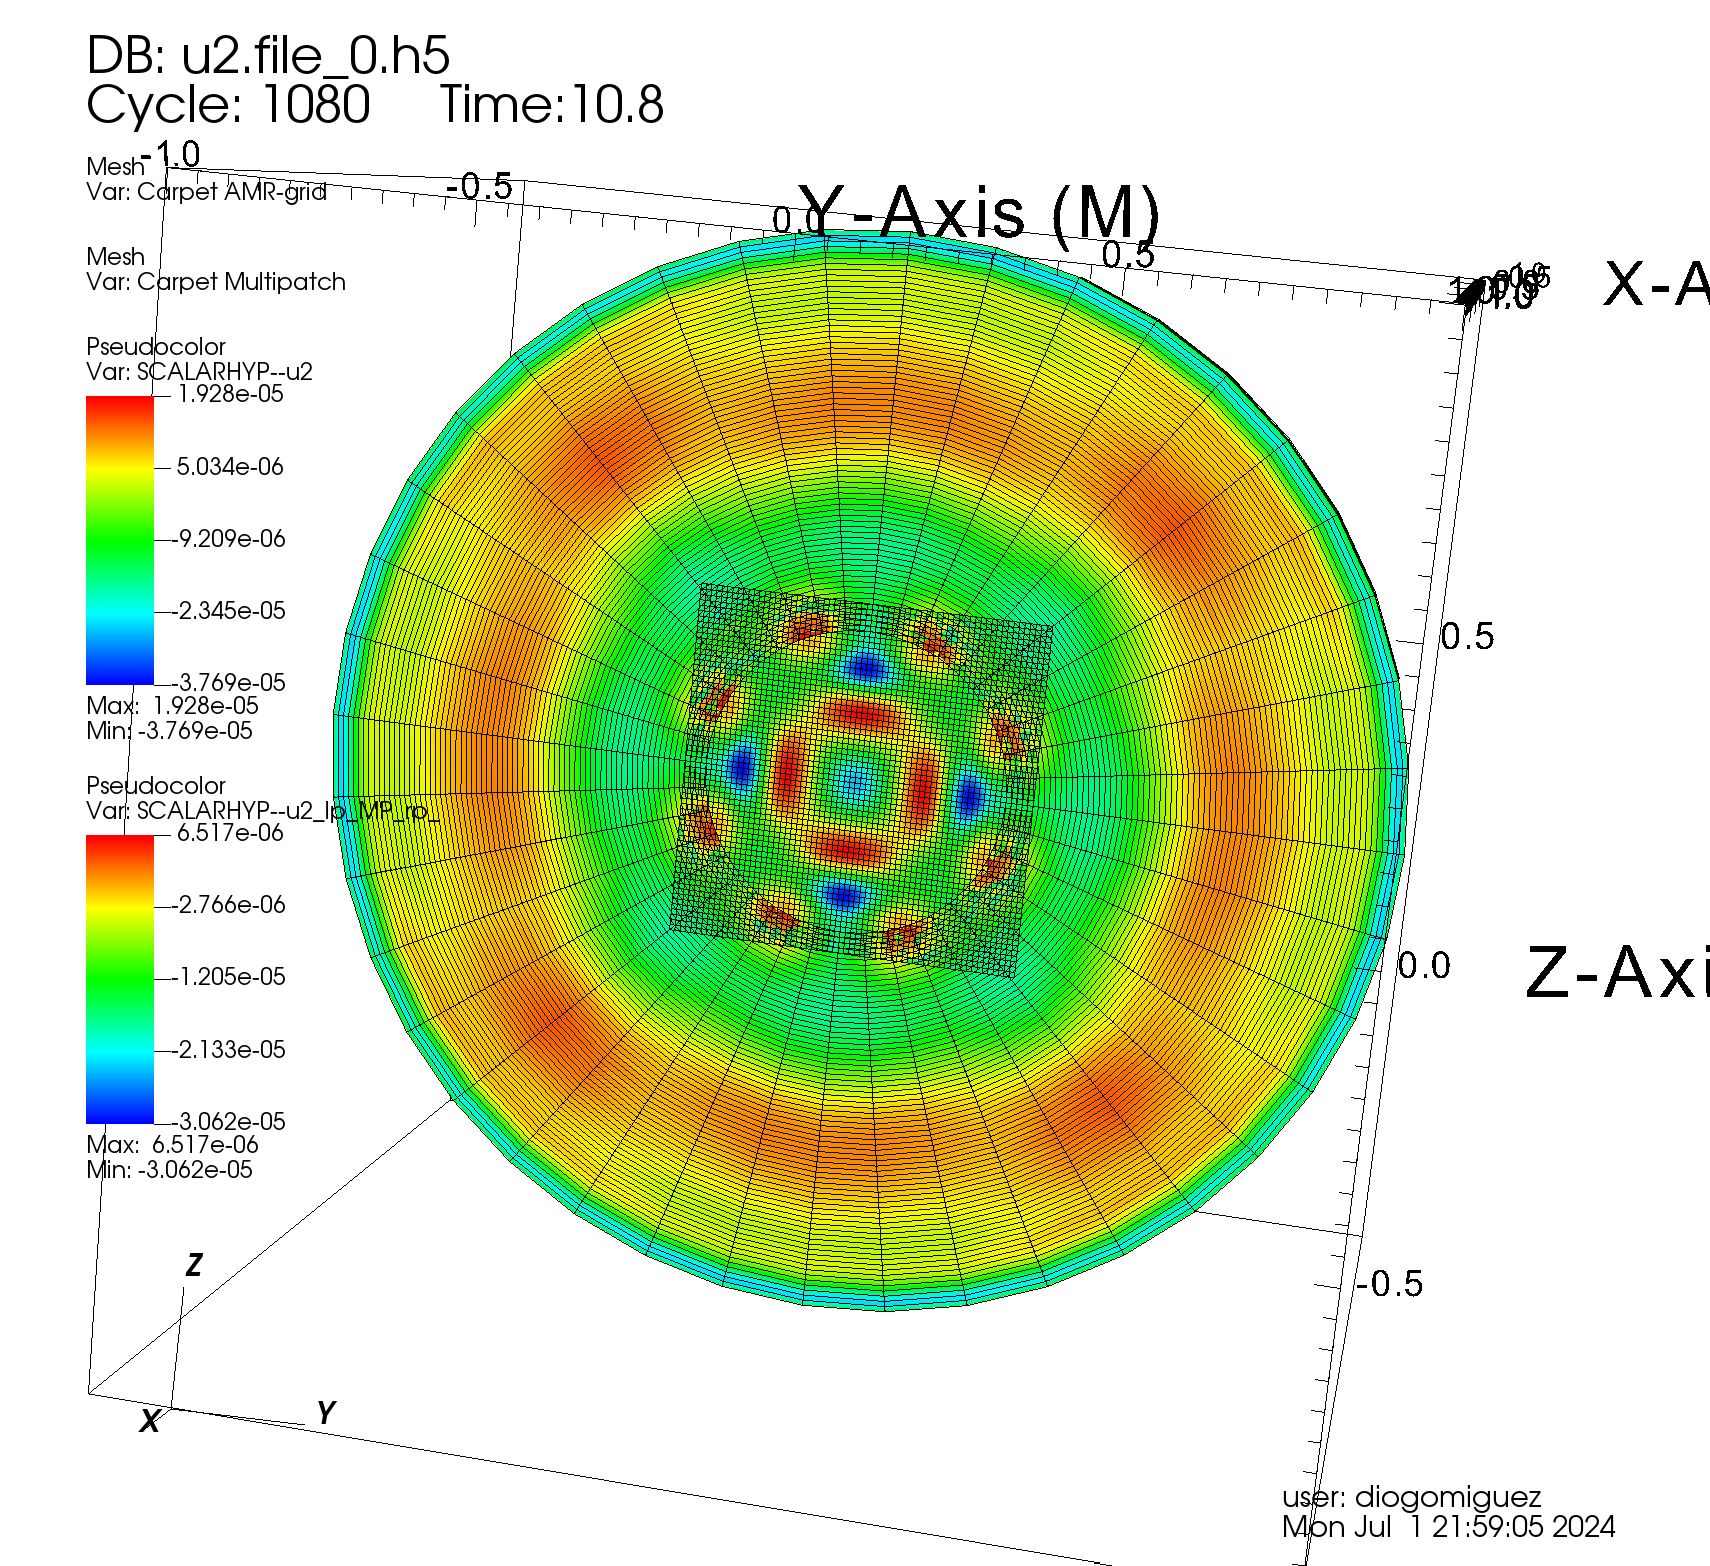 DB: u2.file_0.h5
Cycle: 1080 Time:10.8
Mesh
Var: Carpet AMR-grid
Mesh
Var: Carpet Multipatch
Pseudocolor
Var: SCALARHYP--u2
1.928e-05
5.034e-06
-9.209e-06
-2.345e-05
-3.769e-05
Max: 1.928e-05
Min: -3.769e-05
Pseudocolor
Var: SCALARHYP--u2_lp_MP_rp_
6.517e-06
-2.766e-06
-1.205e-05
-2.133e-05
-3.062e-05
Max: 6.517e-06
Min: -3.062e-05
-1.0
-0.5
0.0
Y-Axis (M)
0.5
X-A
0.5
0.0
Z-Axi
-0.5
Z
Y
X
user: diogomiguez
Mon Jul 1 21:59:05 2024